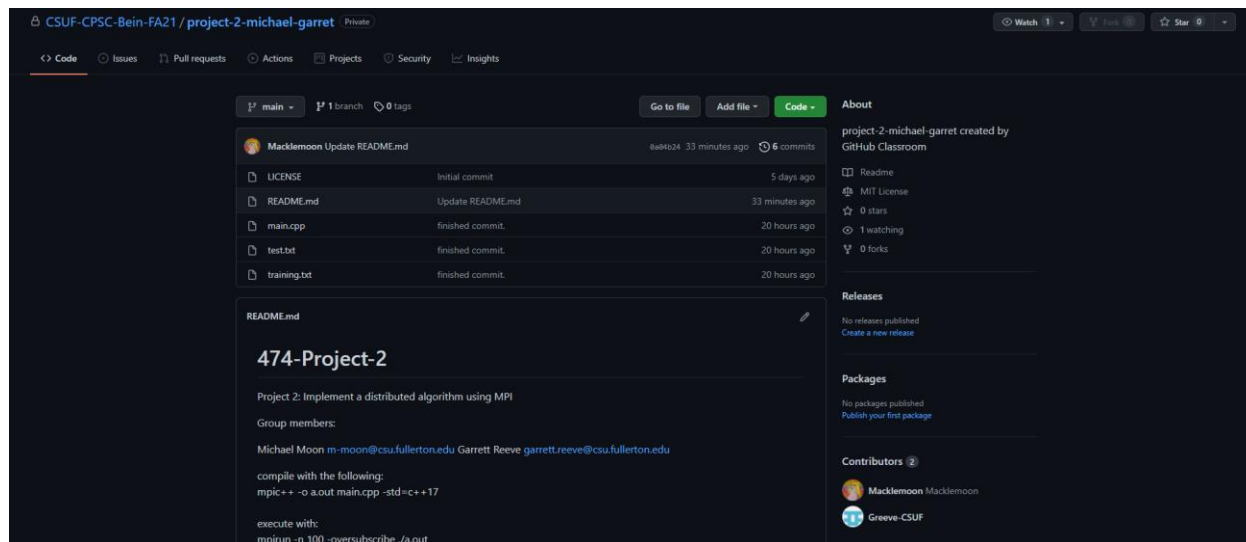 CSUF-CPSC-Bein-FA21 / project-2-michael-garret Private
Watch 1
Fork 0
Star 0
Code Issues Pull requests Actions Projects Security Insights
main 1 branch 0 tags
Go to file Add file Code
Macklemoon Update README.md 0a84b24 33 minutes ago 6 commits
LICENSE Initial commit 5 days ago
README.md Update README.md 33 minutes ago
main.cpp finished commit. 20 hours ago
test.txt finished commit. 20 hours ago
training.txt finished commit. 20 hours ago
README.md
474-Project-2
Project 2: Implement a distributed algorithm using MPI
Group members:
Michael Moon m-moon@csu.fullerton.edu Garrett Reeve garrett.reeve@csu.fullerton.edu
compile with the following:
mpic++ -o a.out main.cpp -std=c++17
execute with:
mpirun -n 100 -oversubscribe ./a.out
About
project-2-michael-garret created by
GitHub Classroom
Readme
MIT License
0 stars
1 watching
0 forks
Releases
No releases published
Create a new release
Packages
No packages published
Publish your first package
Contributors 2
Macklemoon Macklemoon
Greeve-CSUF